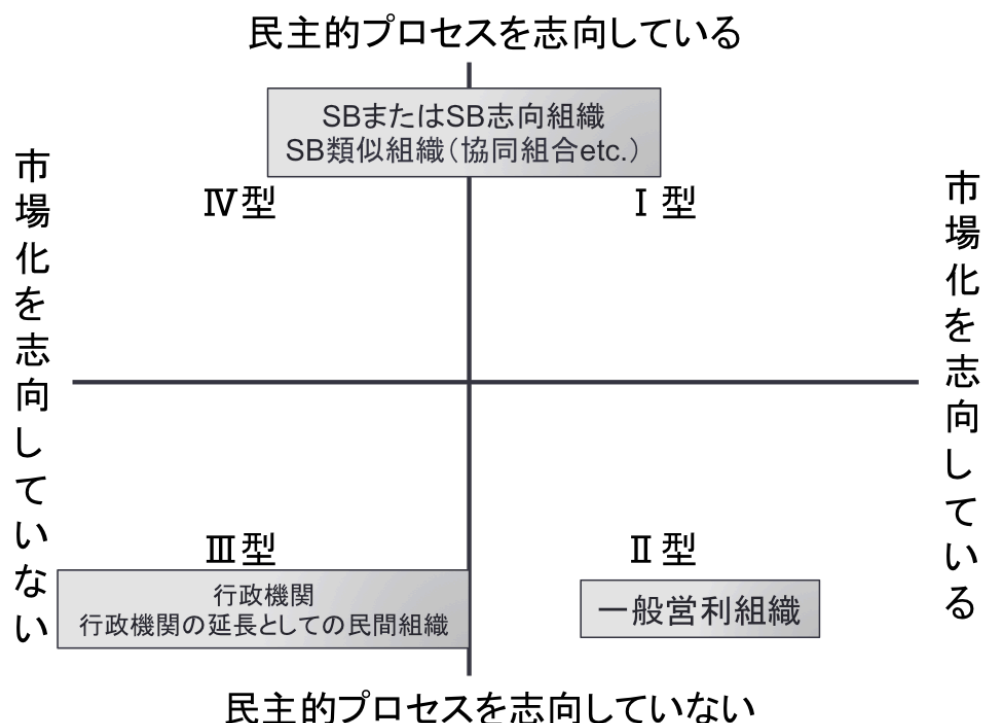 民主的プロセスを志向している
SBまたはSB志向組織
SB類似組織（協同組合etc.）
市場化を志向していない
Ⅳ型
Ⅰ型
市場化を志向している
Ⅲ型
Ⅱ型
行政機関
行政機関の延長としての民間組織
一般営利組織
民主的プロセスを志向していない